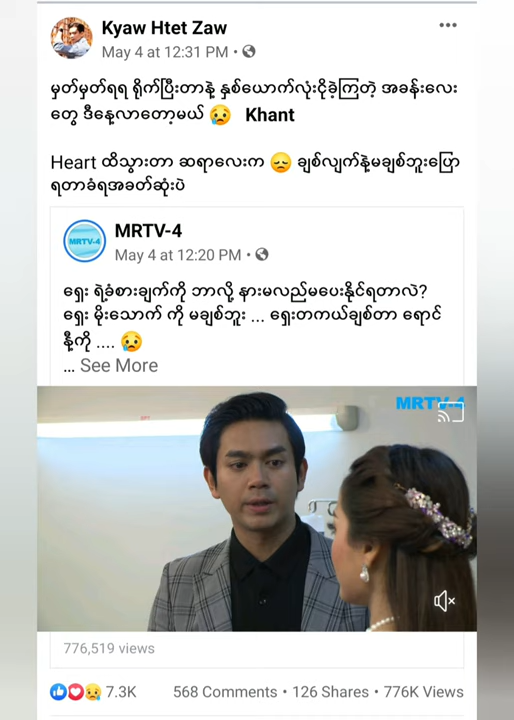 Kyaw Htet Zaw
May 4 at 12:31 PM ·
မှတ်မှတ်ရရ ရိုက်ပြီးတာနဲ့ နှစ်ယောက်လုံးငိုခဲ့ကြတဲ့ အခန်းလေး
တွေ ဒီနေ့လာတော့မယ် 😢 Khant
Heart ထိသွားတာ ဆရာလေးက 😞 ချစ်လျက်နဲ့မချစ်ဘူးပြော
ရတာခံရအခတ်ဆုံးပဲ
MRTV-4
MRTV-4
May 4 at 12:20 PM ·
ရှေး ရဲ့ခံစားချက်ကို ဘာလို့ နားမလည်မပေးနိုင်ရတာလဲ?
ရှေး မိုးသောက် ကို မချစ်ဘူး ... ရှေးတကယ်ချစ်တာ ရောင်
နီ့ကို .... 😢
... See More
MRTV-4
776,519 views
7.3K 568 Comments · 126 Shares · 776K Views